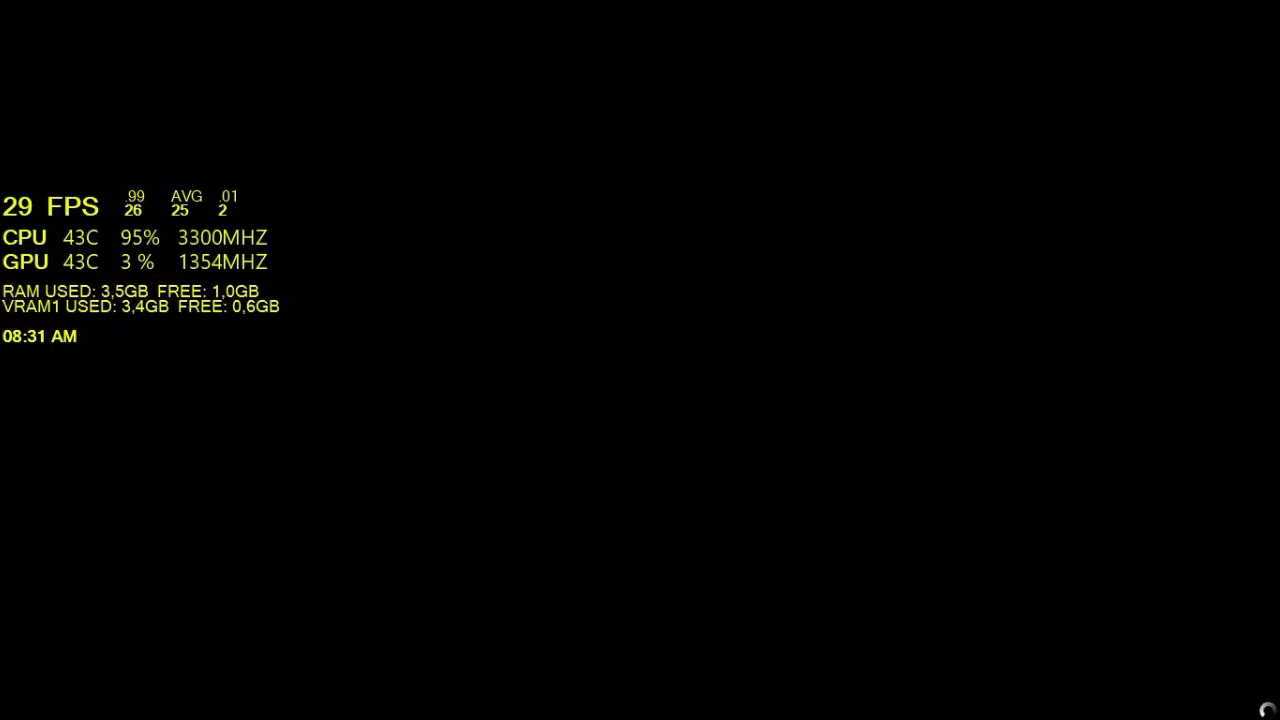 29 FPS .99 AVG .01
26 25 2
CPU 43C 95% 3300MHZ
GPU 43C 3 % 1354MHZ
RAM USED: 3,5GB FREE: 1,0GB
VRAM1 USED: 3,4GB FREE: 0,6GB
08:31 AM